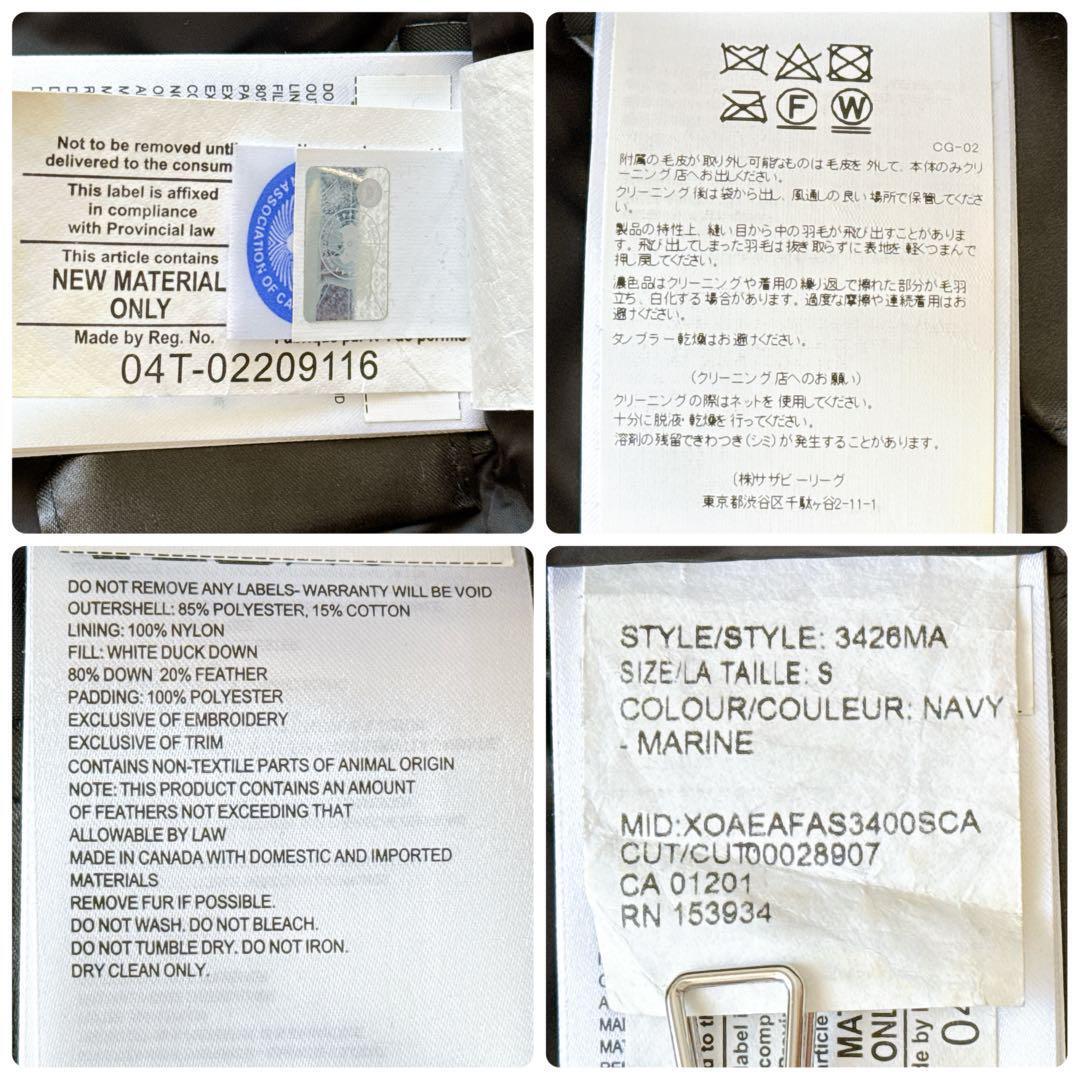 Not to be removed until
delivered to the consum
This label is affixed
in compliance
with Provincial law
This article contains
NEW MATERIAL
ONLY
Made by Reg. No.
04T-02209116
ASSOCIATION OF CA
F W
CG-02
附属の毛皮が取り外し可能なものは毛皮を外して、本体のみクリ
ーニング店へお出しください。
クリーニング後は袋から出し、風通しの良い場所で保管してくださ
い。
製品の特性上、縫い目から中の羽毛が飛び出すことがありま
す。飛び出してしまった羽毛は抜き取らずに表地を軽くつまんで
押し戻してください。
濃色品はクリーニングや着用の繰り返しで擦れた部分が毛羽
立ち、白化する場合があります。過度な摩擦や連続着用はお
避けください。
タンブラー乾燥はお避けください。
(クリーニング店へのお願い)
クリーニングの際はネットを使用してください。
十分に脱液・乾燥を行ってください。
溶剤の残留できわつき(シミ)が発生することがあります。
(株)サザビーリーグ
東京都渋谷区千駄ヶ谷2-11-1
DO NOT REMOVE ANY LABELS- WARRANTY WILL BE VOID
OUTERSHELL: 85% POLYESTER, 15% COTTON
LINING: 100% NYLON
FILL: WHITE DUCK DOWN
80% DOWN 20% FEATHER
PADDING: 100% POLYESTER
EXCLUSIVE OF EMBROIDERY
EXCLUSIVE OF TRIM
CONTAINS NON-TEXTILE PARTS OF ANIMAL ORIGIN
NOTE: THIS PRODUCT CONTAINS AN AMOUNT
OF FEATHERS NOT EXCEEDING THAT
ALLOWABLE BY LAW
MADE IN CANADA WITH DOMESTIC AND IMPORTED
MATERIALS
REMOVE FUR IF POSSIBLE.
DO NOT WASH. DO NOT BLEACH.
DO NOT TUMBLE DRY. DO NOT IRON.
DRY CLEAN ONLY.
STYLE/STYLE: 3426MA
SIZE/LA TAILLE: S
COLOUR/COULEUR: NAVY
- MARINE
MID:XOAEAFAS3400SCA
CUT/CUT00028907
CA 01201
RN 153934